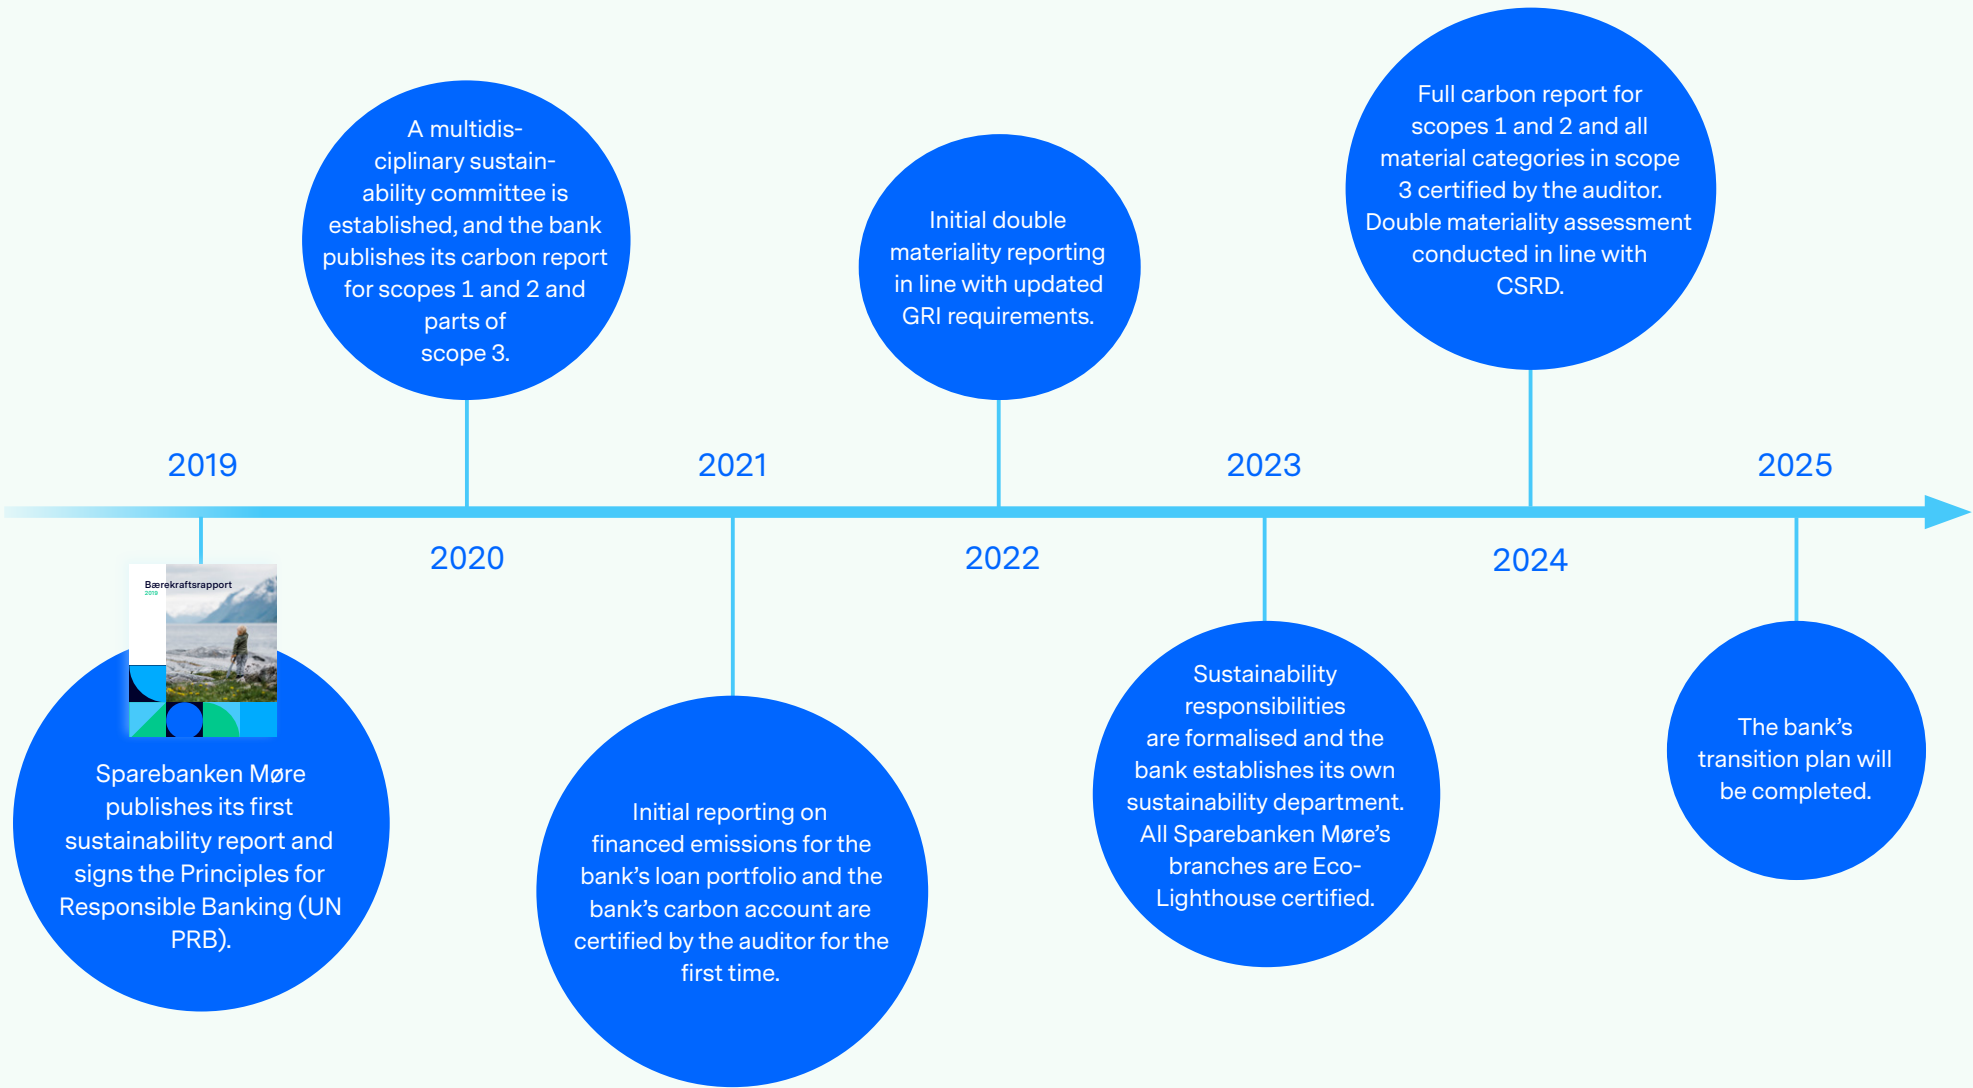 2019
Bærekraftsrapport
2019
Sparebanken Møre
publishes its first
sustainability report and
signs the Principles for
Responsible Banking (UN
PRB).
A multidis-
ciplinary sustain-
ability committee is
established, and the bank
publishes its carbon report
for scopes 1 and 2 and
parts of
scope 3.
2020
2021
Initial reporting on
financed emissions for the
bank’s loan portfolio and the
bank’s carbon account are
certified by the auditor for the
first time.
Initial double
materiality reporting
in line with updated
GRI requirements.
2022
2023
Sustainability
responsibilities
are formalised and the
bank establishes its own
sustainability department.
All Sparebanken Møre’s
branches are Eco-
Lighthouse certified.
Full carbon report for
scopes 1 and 2 and all
material categories in scope
3 certified by the auditor.
Double materiality assessment
conducted in line with
CSRD.
2024
2025
The bank’s
transition plan will
be completed.